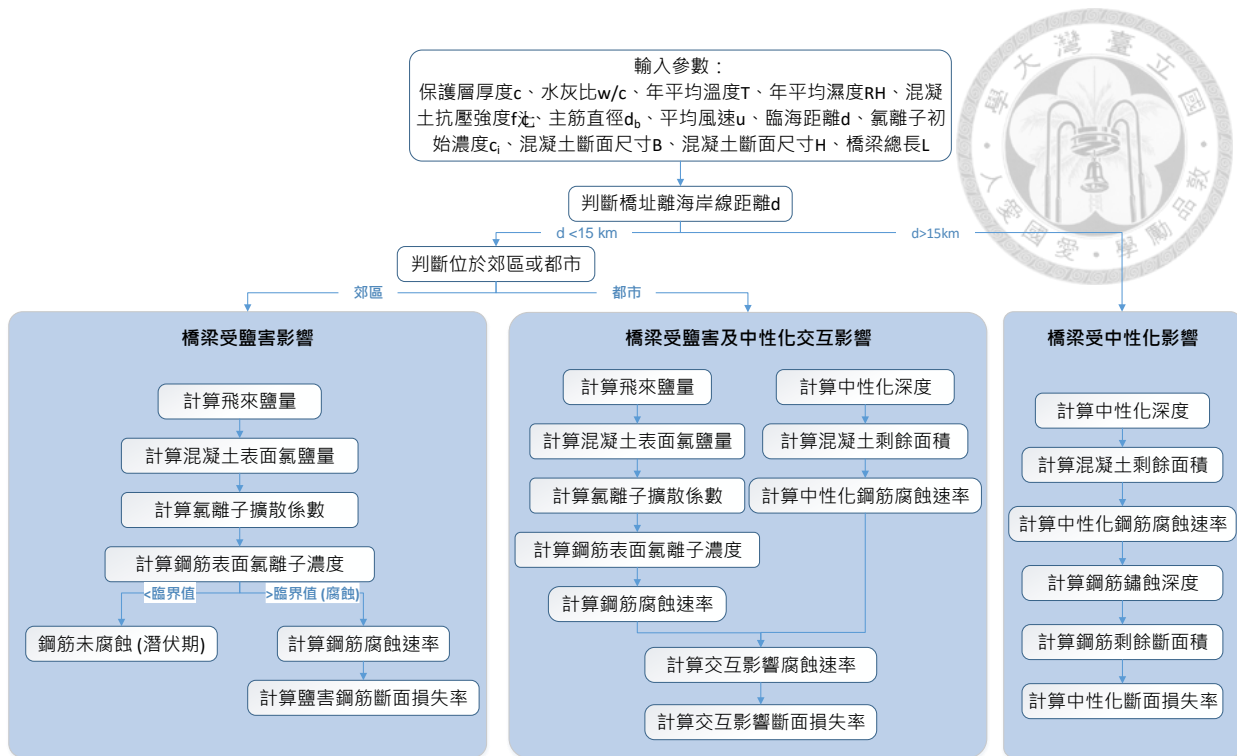 輸入參數：
保護層厚度c、水灰比w/c、年平均溫度T、年平均濕度RH、混凝
土抗壓強度f'c、主筋直徑db、平均風速u、臨海距離d、氯離子初
始濃度ci、混凝土斷面尺寸B、混凝土斷面尺寸H、橋梁總長L
判斷橋址離海岸線距離d
d <15 km
d>15km
判斷位於郊區或都市
郊區
都市
橋梁受鹽害影響
計算飛來鹽量
計算混凝土表面氯鹽量
計算氯離子擴散係數
計算鋼筋表面氯離子濃度
<臨界值
>臨界值 (腐蝕)
鋼筋未腐蝕 (潛伏期)
計算鋼筋腐蝕速率
計算鹽害鋼筋斷面損失率
橋梁受鹽害及中性化交互影響
計算飛來鹽量
計算混凝土表面氯鹽量
計算氯離子擴散係數
計算鋼筋表面氯離子濃度
計算鋼筋腐蝕速率
計算中性化深度
計算混凝土剩餘面積
計算中性化鋼筋腐蝕速率
計算交互影響腐蝕速率
計算交互影響斷面損失率
橋梁受中性化影響
計算中性化深度
計算混凝土剩餘面積
計算中性化鋼筋腐蝕速率
計算鋼筋鏽蝕深度
計算鋼筋剩餘斷面積
計算中性化斷面損失率
國立臺灣大學
敦品勵學·愛國愛人